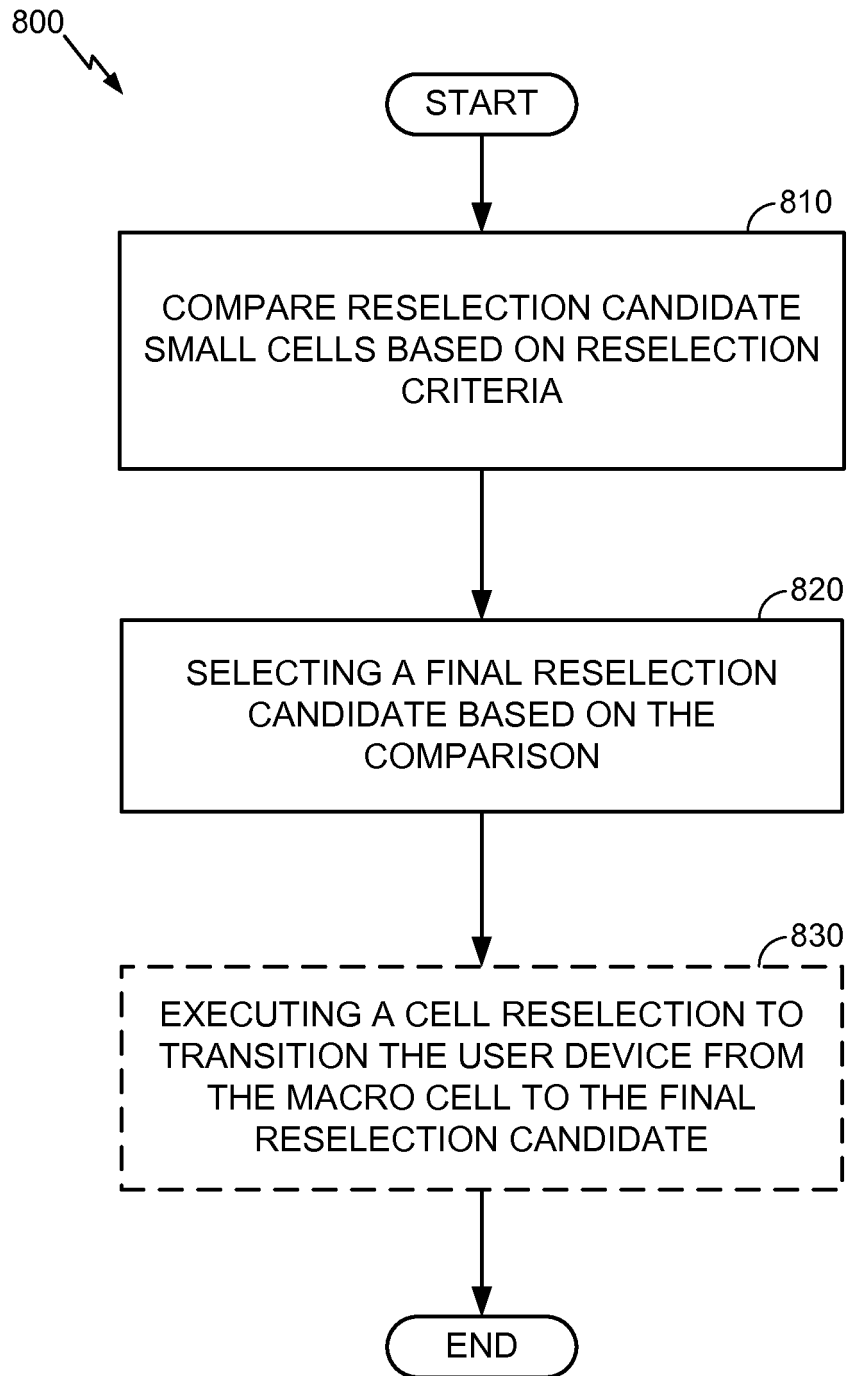 800
START
810
COMPARE RESELECTION CANDIDATE
SMALL CELLS BASED ON RESELECTION
CRITERIA
820
SELECTING A FINAL RESELECTION
CANDIDATE BASED ON THE
COMPARISON
830
EXECUTING A CELL RESELECTION TO
TRANSITION THE USER DEVICE FROM
THE MACRO CELL TO THE FINAL
RESELECTION CANDIDATE
END